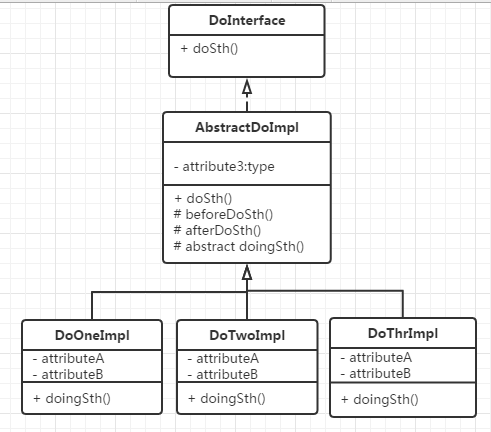 DoInterface
+ doSth()
AbstractDoImpl
- attribute3:type
+ doSth()
# beforeDoSth()
# afterDoSth()
# abstract doingSth()
DoOneImpl
- attributeA
- attributeB
+ doingSth()
DoTwoImpl
- attributeA
- attributeB
+ doingSth()
DoThrImpl
- attributeA
- attributeB
+ doingSth()